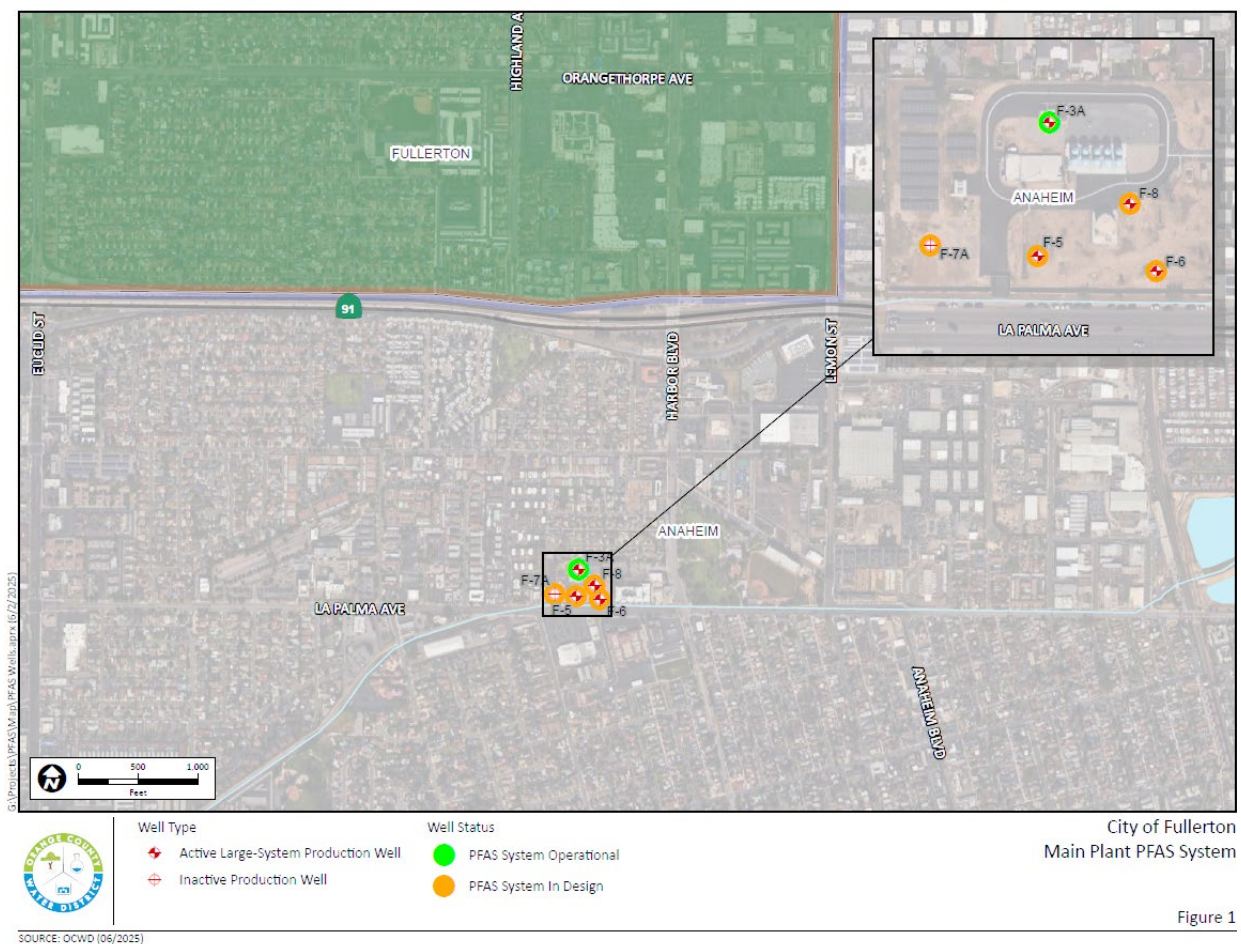 HIGHLAND A
ORANGETHORPE AVE
FULLERTON
F-3A
ANAHEIM
F-8
F-5
F-7A
F-6
LA PALMA AVE
91
EUCLID ST
HARBOR BLVD
LEMON ST
ANAHEIM
F-3A
F-8
F-7A
F-5
F-6
LA PALMA AVE
ANAHEIM BLVD
G:\Projects\PFAS\Map\PFAS Wells.aprx (6/2/2025)
N
0 500 1,000
Feet
ORANGE COUNTY
WATER DISTRICT
Well Type
Active Large-System Production Well
Inactive Production Well
Well Status
PFAS System Operational
PFAS System In Design
City of Fullerton
Main Plant PFAS System
Figure 1
SOURCE: OCWD (06/2025)